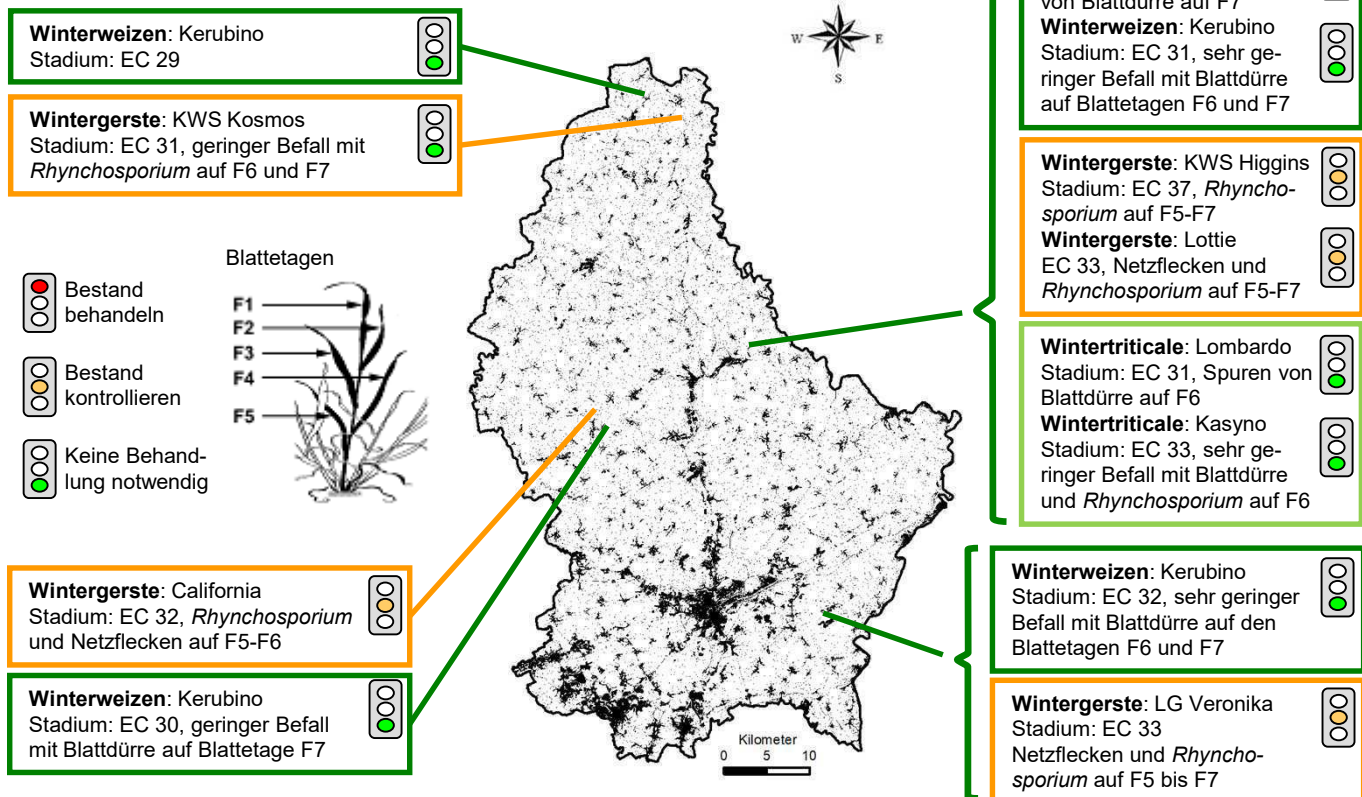 Winterweizen: Kerubino
Stadium: EC 29
Wintergerste: KWS Kosmos
Stadium: EC 31, geringer Befall mit
Rhynchosporium auf F6 und F7
Bestand
behandeln
Bestand
kontrollieren
Keine Behand-
lung notwendig
Blattetagen
F1
F2
F3
F4
F5
Wintergerste: California
Stadium: EC 32, Rhynchosporium
und Netzflecken auf F5-F6
Winterweizen: Kerubino
Stadium: EC 30, geringer Befall
mit Blattdürre auf Blattetage F7
W
E
S
Kilometer
0 5 10
von Blattdürre auf F7
Winterweizen: Kerubino
Stadium: EC 31, sehr ge-
ringer Befall mit Blattdürre
auf Blattetagen F6 und F7
Wintergerste: KWS Higgins
Stadium: EC 37, Rhyncho-
sporium auf F5-F7
Wintergerste: Lottie
EC 33, Netzflecken und
Rhynchosporium auf F5-F7
Wintertriticale: Lombardo
Stadium: EC 31, Spuren von
Blattdürre auf F6
Wintertriticale: Kasyno
Stadium: EC 33, sehr ge-
ringer Befall mit Blattdürre
und Rhynchosporium auf F6
Winterweizen: Kerubino
Stadium: EC 32, sehr geringer
Befall mit Blattdürre auf den
Blattetagen F6 und F7
Wintergerste: LG Veronika
Stadium: EC 33
Netzflecken und Rhyncho-
sporium auf F5 bis F7